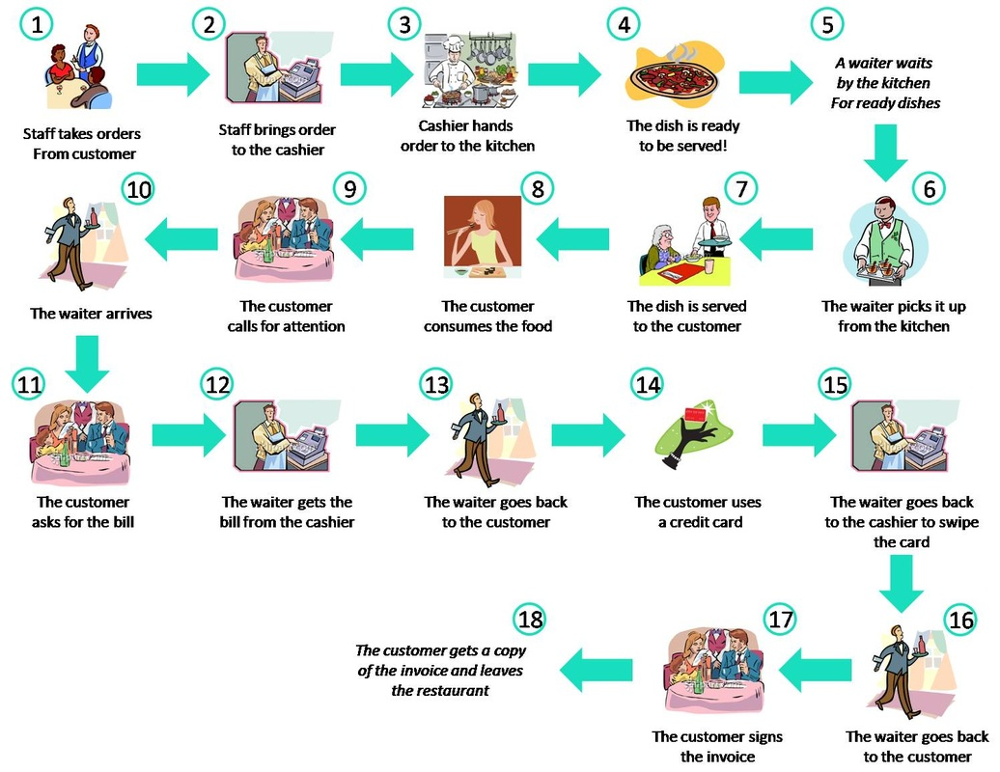 1
Staff takes orders
From customer
2
Staff brings order
to the cashier
3
Cashier hands
order to the kitchen
4
The dish is ready
to be served!
5
A waiter waits
by the kitchen
For ready dishes
6
The waiter picks it up
from the kitchen
7
The dish is served
to the customer
8
The customer
consumes the food
9
The customer
calls for attention
10
The waiter arrives
11
The customer
asks for the bill
12
The waiter gets the
bill from the cashier
13
The waiter goes back
to the customer
14
The customer uses
a credit card
15
The waiter goes back
to the cashier to swipe
the card
16
The waiter goes back
to the customer
17
The customer signs
the invoice
18
The customer gets a copy
of the invoice and leaves
the restaurant